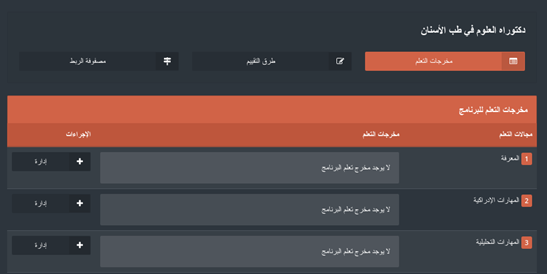 دكتوراه العلوم في طب الأسنان
مخرجات التعلم
طرق التقييم
مصفوفة الربط
مخرجات التعلم للبرنامج
مجالات التعلم مخرجات التعلم الإجراءات
1 المعرفة لا يوجد مخرج تعلم البرنامج إدارة
2 المهارات الإدراكية لا يوجد مخرج تعلم البرنامج إدارة
3 المهارات التحليلية لا يوجد مخرج تعلم البرنامج إدارة